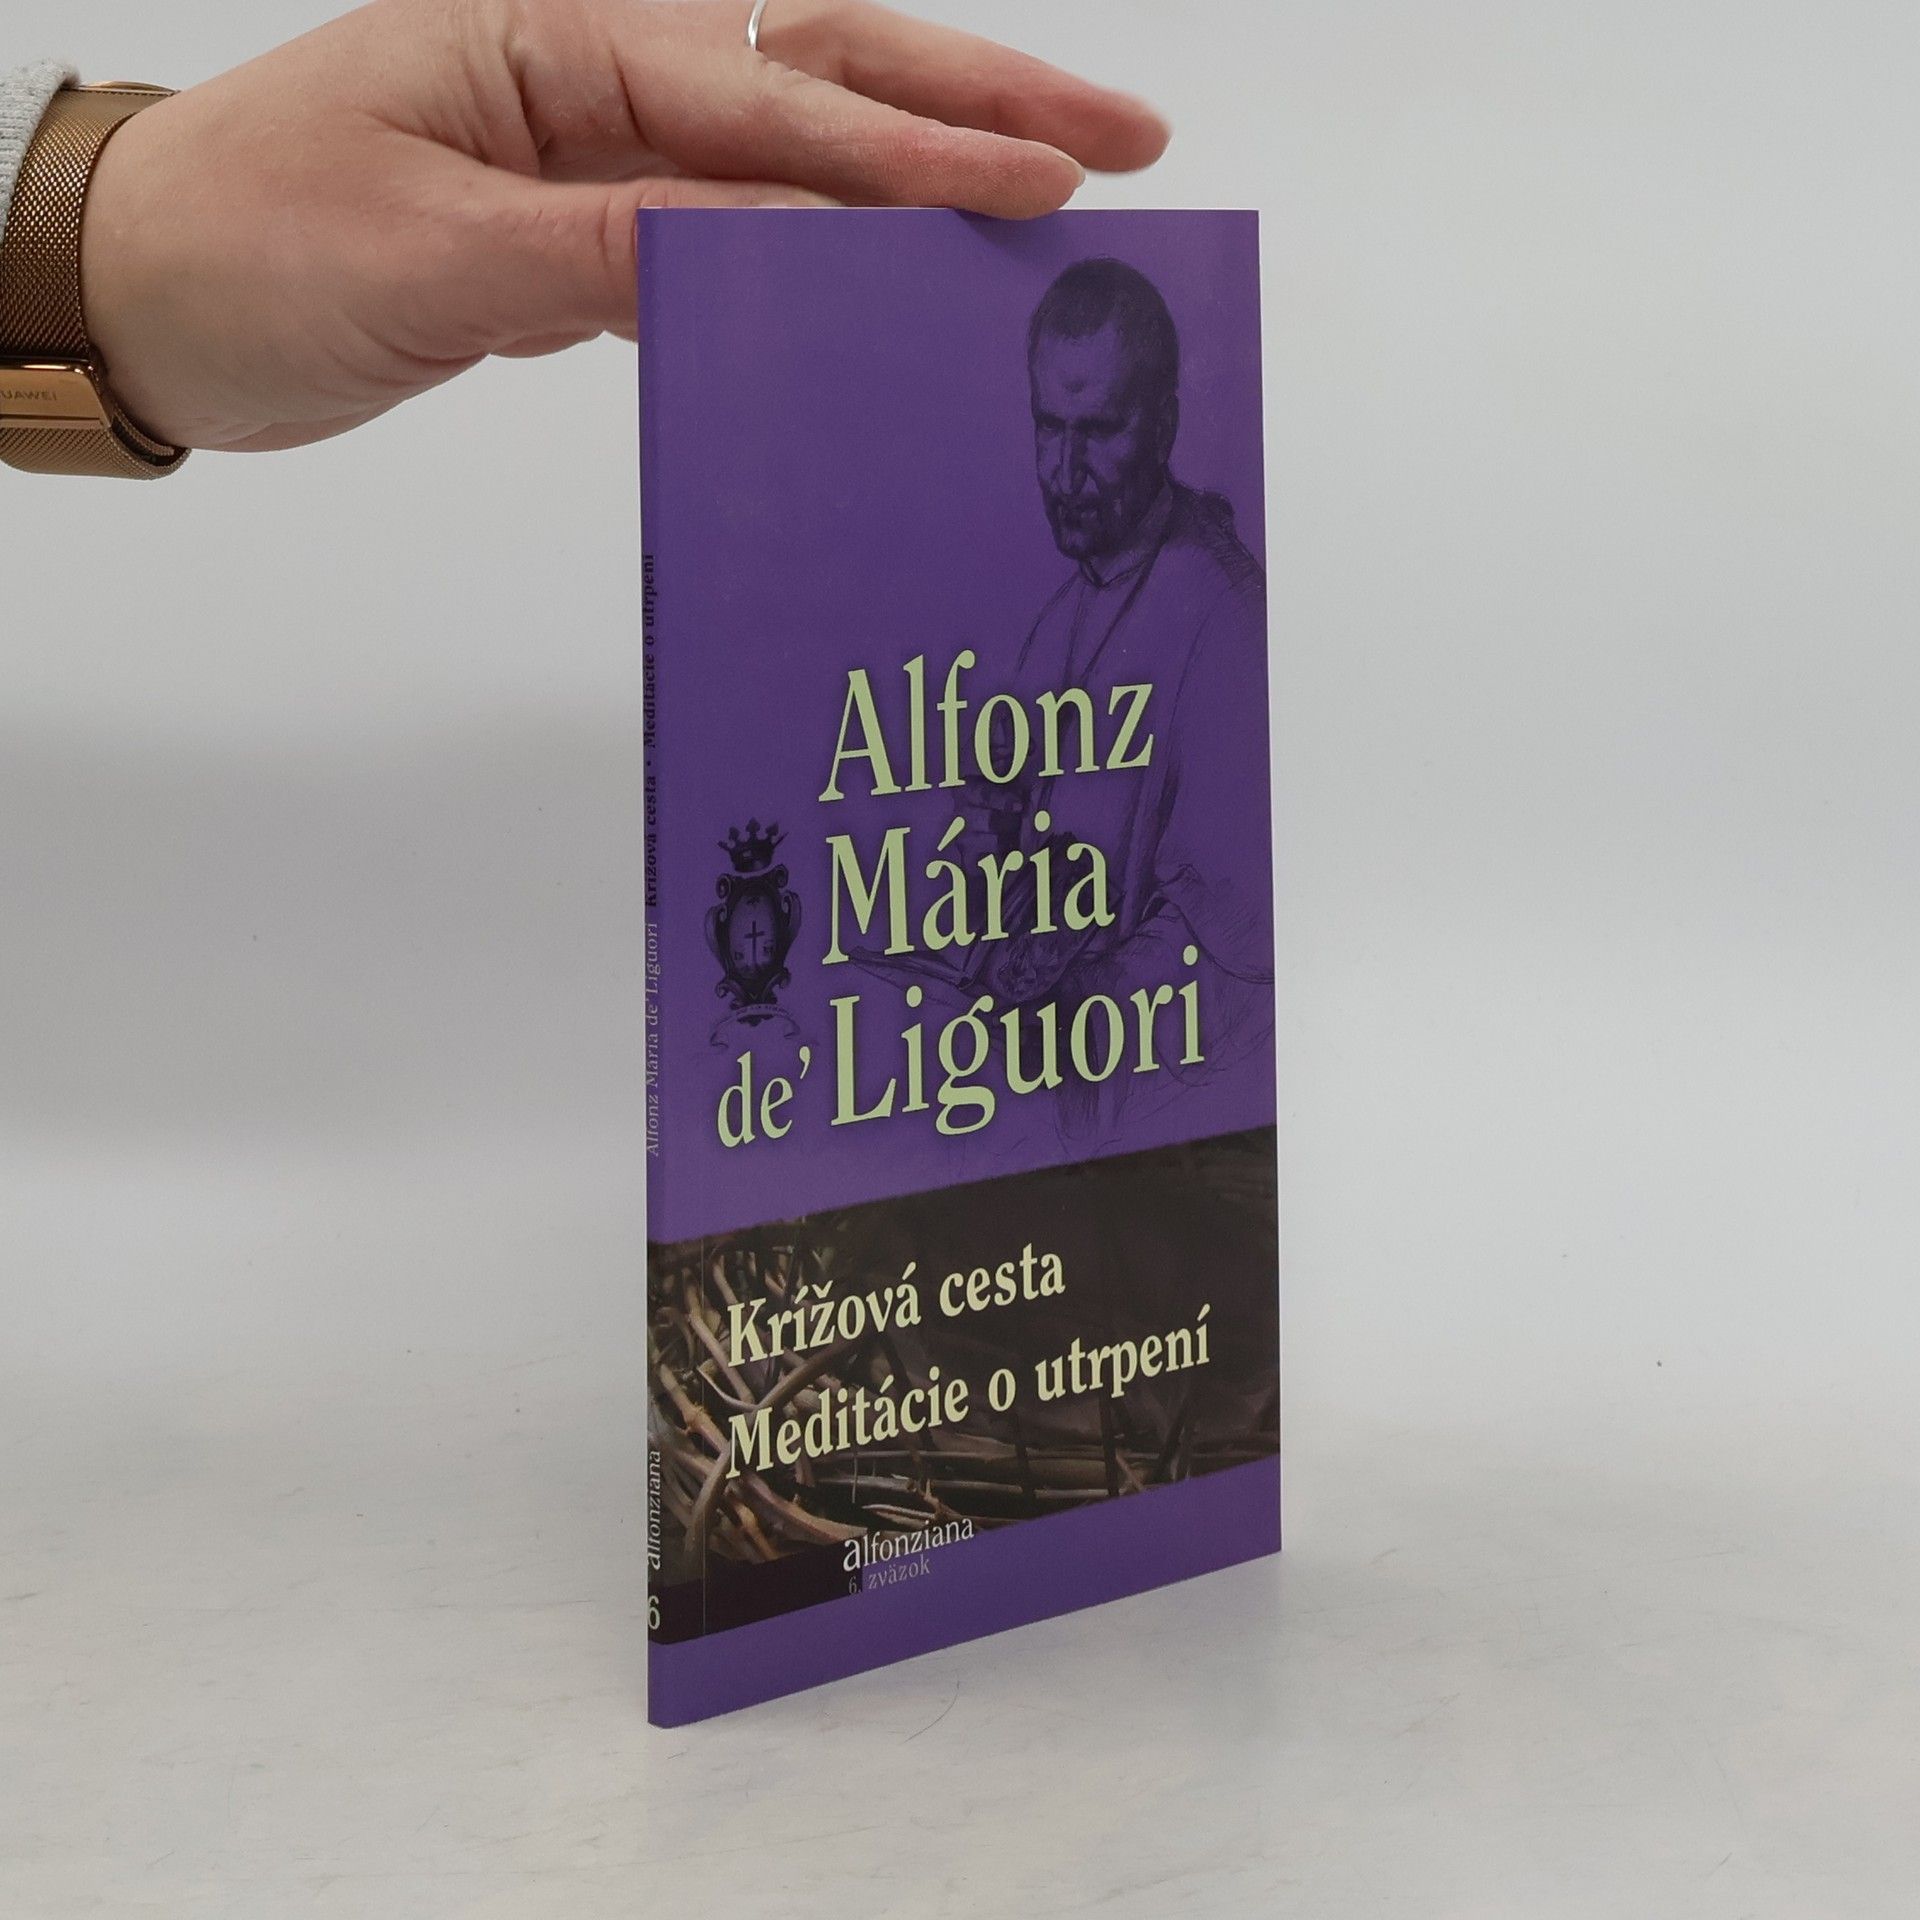 UAWEI
Alfonz
Mária
de' Liguori
Krížová cesta
Meditácie o utrpení
alfonziana
6. zväzok
Alfonz Mária de' Liguori Krížová cesta • Meditácie o utrpení
alfonziana
6